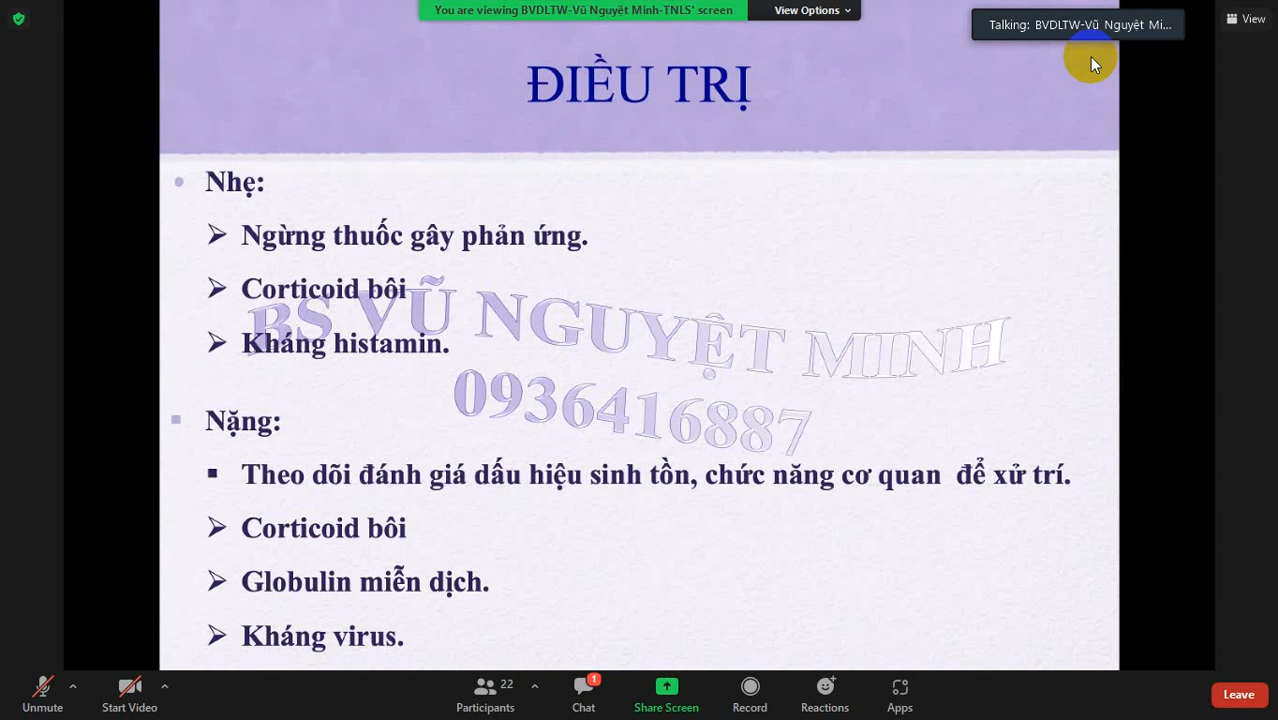 You are viewing BVDLTW-Vũ Nguyệt Minh-TNLS' screen
View Options
Talking: BVDLTW-Vũ Nguyệt Mi...
View
ĐIỀU TRỊ
Nhẹ:
Ngừng thuốc gây phản ứng.
Corticoid bôi
Kháng histamin.
BS VŨ NGUYỆT MINH
0936416887
Nặng:
Theo dõi đánh giá dấu hiệu sinh tồn, chức năng cơ quan để xử trí.
Corticoid bôi
Globulin miễn dịch.
Kháng virus.
Unmute
Start Video
22
Participants
1
Chat
Share Screen
Record
Reactions
Apps
Leave